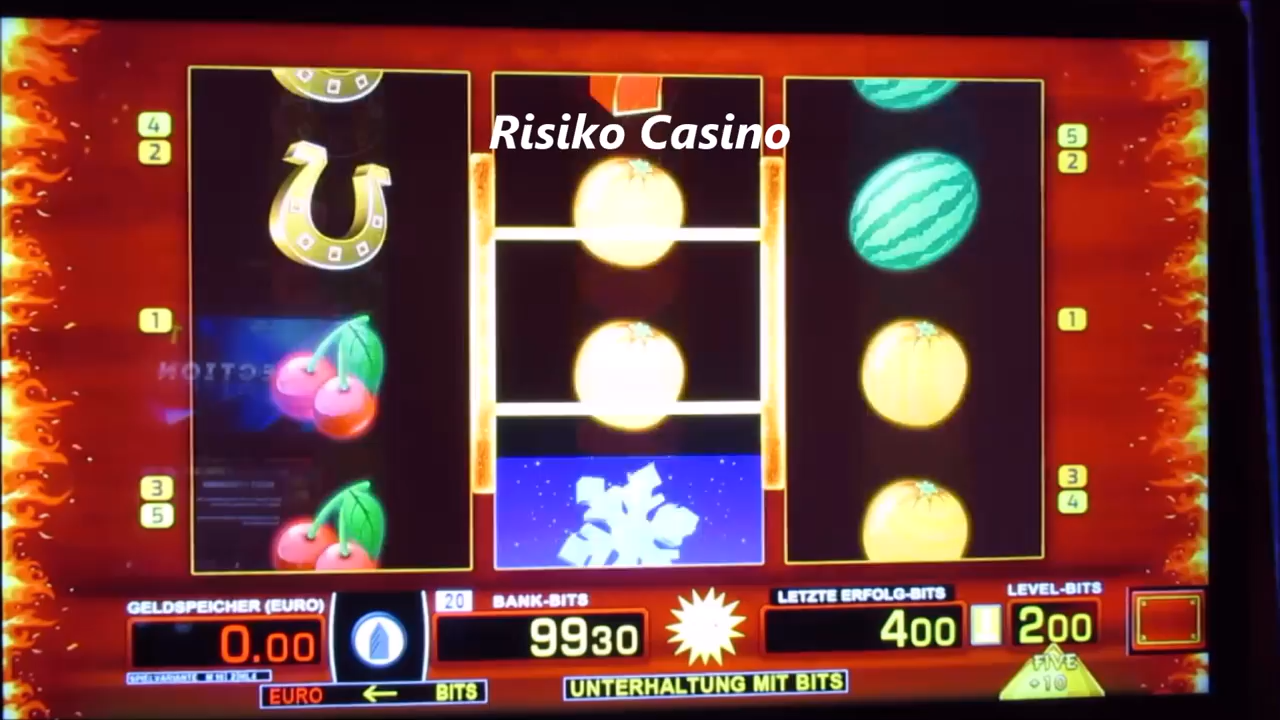 Risiko Casino
4
2
5
2
1
1
3
5
3
4
GELDSPEICHER (EURO)
0.00
20
BANK-BITS
9930
LETZTE ERFOLG-BITS
400
LEVEL-BITS
200
FIVE
+10
EURO ← BITS
UNTERHALTUNG MIT BITS